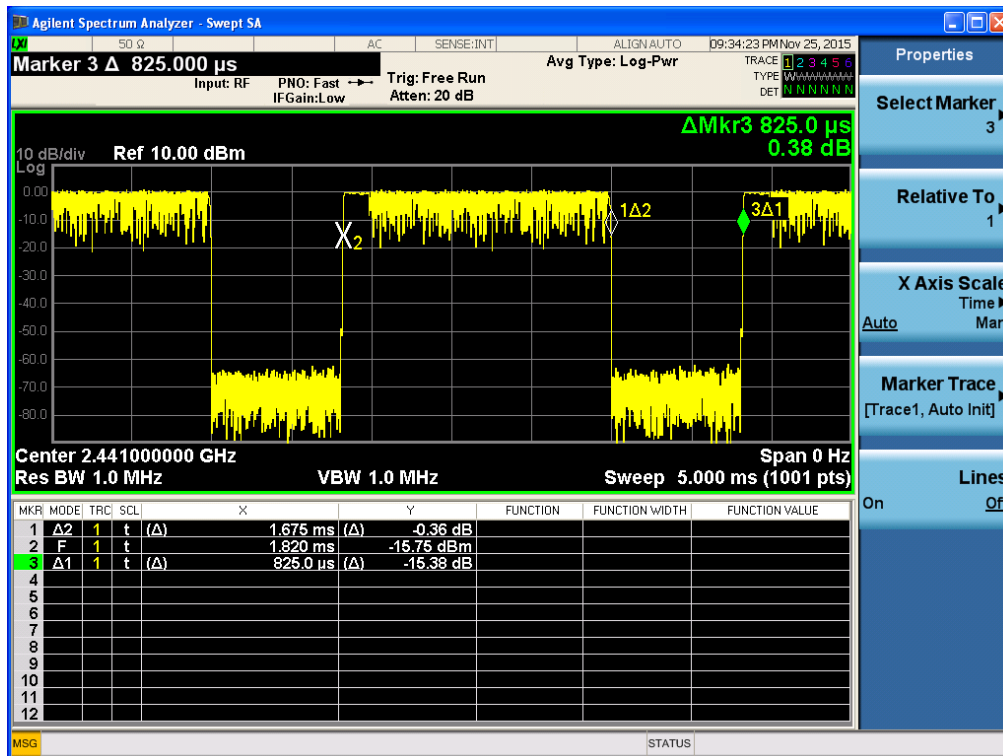 Agilent Spectrum Analyzer - Swept SA
LXI 50 Ω AC SENSE:INT ALIGN AUTO 09:34:23 PM Nov 25, 2015
Marker 3 Δ 825.000 µs
Input: RF PNO: Fast IFGain:Low
Trig: Free Run
Atten: 20 dB
Avg Type: Log-Pwr
TRACE 1 2 3 4 5 6
TYPE
DET N N N N N N
ΔMkr3 825.0 µs
0.38 dB
10 dB/div Ref 10.00 dBm
Log
0.00
-10.0
-20.0
-30.0
-40.0
-50.0
-60.0
-70.0
-80.0
2
1Δ2
3Δ1
Center 2.441000000 GHz Span 0 Hz
Res BW 1.0 MHz VBW 1.0 MHz Sweep 5.000 ms (1001 pts)
MKR MODE TRC SCL X Y FUNCTION FUNCTION WIDTH FUNCTION VALUE
1 Δ2 1 t (Δ) 1.675 ms (Δ) -0.36 dB
2 F 1 t 1.820 ms -15.75 dBm
3 Δ1 1 t (Δ) 825.0 µs (Δ) -15.38 dB
4
5
6
7
8
9
10
11
12
MSG STATUS
Properties
Select Marker
3
Relative To
1
X Axis Scale
Time
Auto Man
Marker Trace
[Trace1, Auto Init]
Lines
On Off